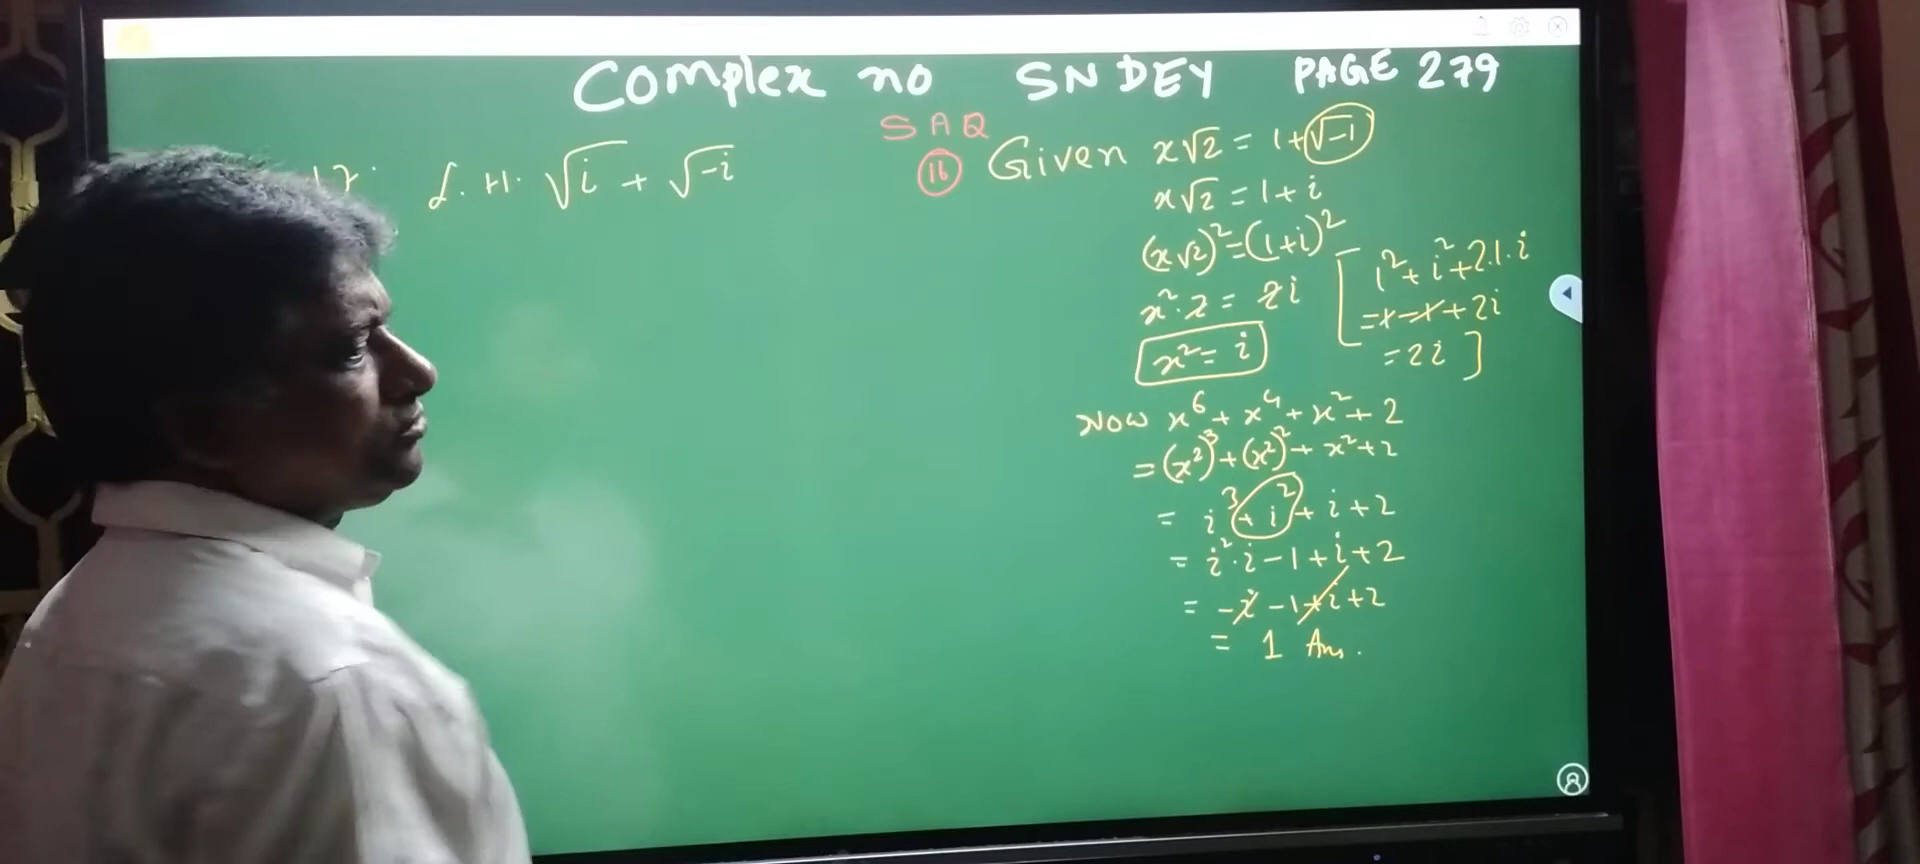 Complex no SN DEY PAGE 279
SAQ
17. L.H. √i + √-i
16 Given x√2 = 1+√-1
x√2 = 1+i
(x√2)² = (1+i)²
x²·2 = 2i
x² = i
[1² + i² + 2.1.i
= 1 - 1 + 2i
= 2i]
Now x⁶ + x⁴ + x² + 2
= (x²)³ + (x²)² + x² + 2
= i³ + i² + i + 2
= i²·i - 1 + i + 2
= -i - 1 + i + 2
= 1 Ans.